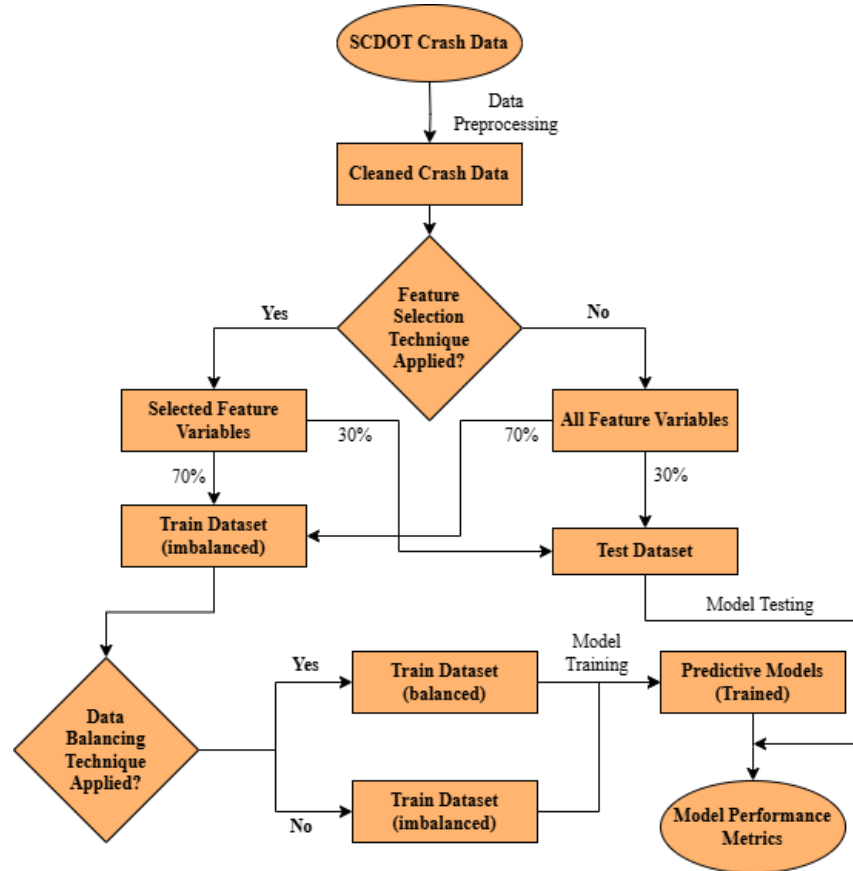 SCDOT Crash Data
Data
Preprocessing
Cleaned Crash Data
Feature
Selection
Technique
Applied?
Yes
No
Selected Feature
Variables
All Feature Variables
30%
70%
70%
30%
Train Dataset
(imbalanced)
Test Dataset
Model Testing
Data
Balancing
Technique
Applied?
Yes
No
Train Dataset
(balanced)
Model
Training
Predictive Models
(Trained)
Train Dataset
(imbalanced)
Model Performance
Metrics